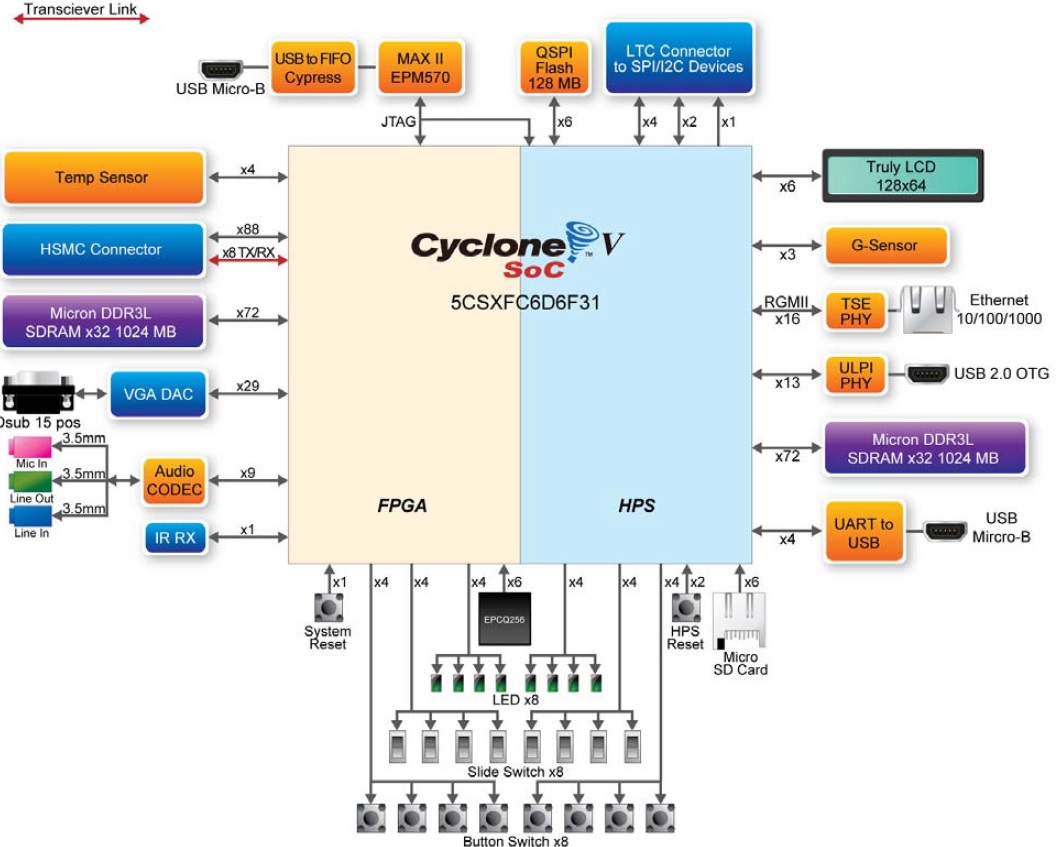 Transciever Link
USB Micro-B
USB to FIFO
Cypress
MAX II
EPM570
QSPI
Flash
128 MB
LTC Connector
to SPI/I2C Devices
JTAG
x6
x4
x2
x1
Temp Sensor
x4
HSMC Connector
x88
x8 TX/RX
Micron DDR3L
SDRAM x32 1024 MB
x72
VGA DAC
x29
Dsub 15 pos
3.5mm
Mic In
3.5mm
Line Out
3.5mm
Line In
Audio
CODEC
x9
IR RX
x1
Cyclone V
TM
SoC
5CSXFC6D6F31
FPGA
HPS
x6
Truly LCD
128x64
x3
G-Sensor
RGMII
x16
TSE
PHY
Ethernet
10/100/1000
x13
ULPI
PHY
USB 2.0 OTG
x72
Micron DDR3L
SDRAM x32 1024 MB
x4
UART to
USB
USB
Mircro-B
x1
x4
x4
x4
x6
x4
x4
x4
x2
x6
System
Reset
EPCQ256
HPS
Reset
Micro
SD Card
LED x8
Slide Switch x8
Button Switch x8